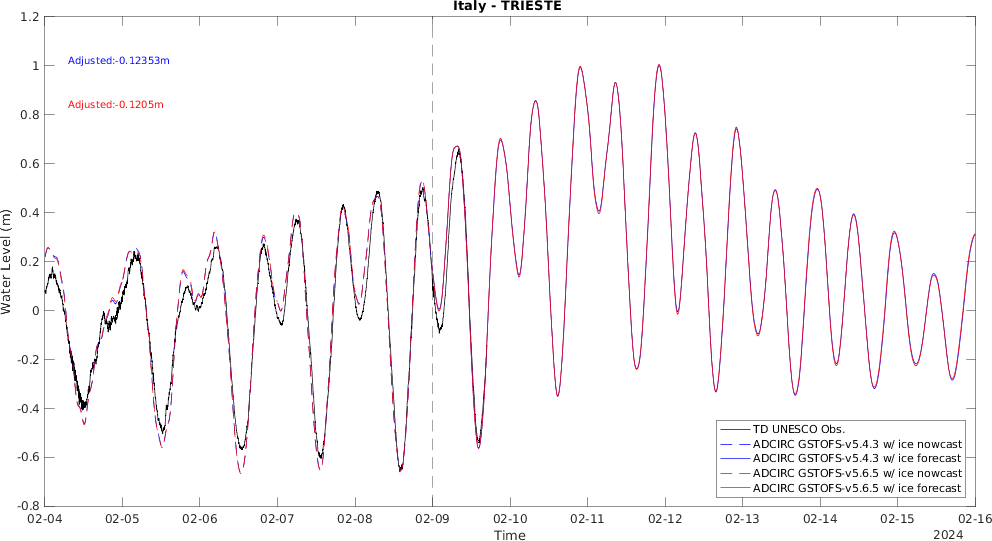 Italy - TRIESTE
1.2
1
0.8
0.6
0.4
0.2
0
-0.2
-0.4
-0.6
-0.8
Water Level (m)
Adjusted:-0.12353m
Adjusted:-0.1205m
TD UNESCO Obs.
ADCIRC GSTOFS-v5.4.3 w/ ice nowcast
ADCIRC GSTOFS-v5.4.3 w/ ice forecast
ADCIRC GSTOFS-v5.6.5 w/ ice nowcast
ADCIRC GSTOFS-v5.6.5 w/ ice forecast
02-04 02-05 02-06 02-07 02-08 02-09 02-10 02-11 02-12 02-13 02-14 02-15 02-16
Time
2024